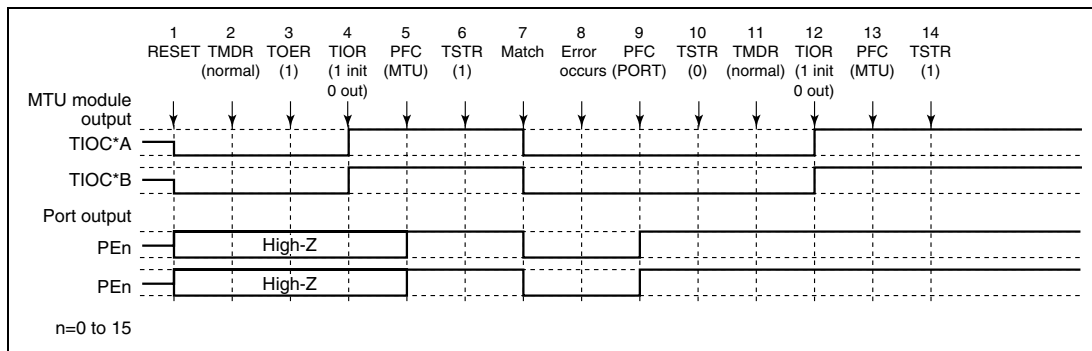 1 2 3 4 5 6 7 8 9 10 11 12 13 14
RESET TMDR TOER TIOR PFC TSTR Match Error PFC TSTR TMDR TIOR PFC TSTR
(normal) (1) (1 init (MTU) (1) occurs (PORT) (0) (normal) (1 init (MTU) (1)
0 out) 0 out)
MTU module
output
TIOC*A
TIOC*B
Port output
PEn High-Z
PEn High-Z
n=0 to 15